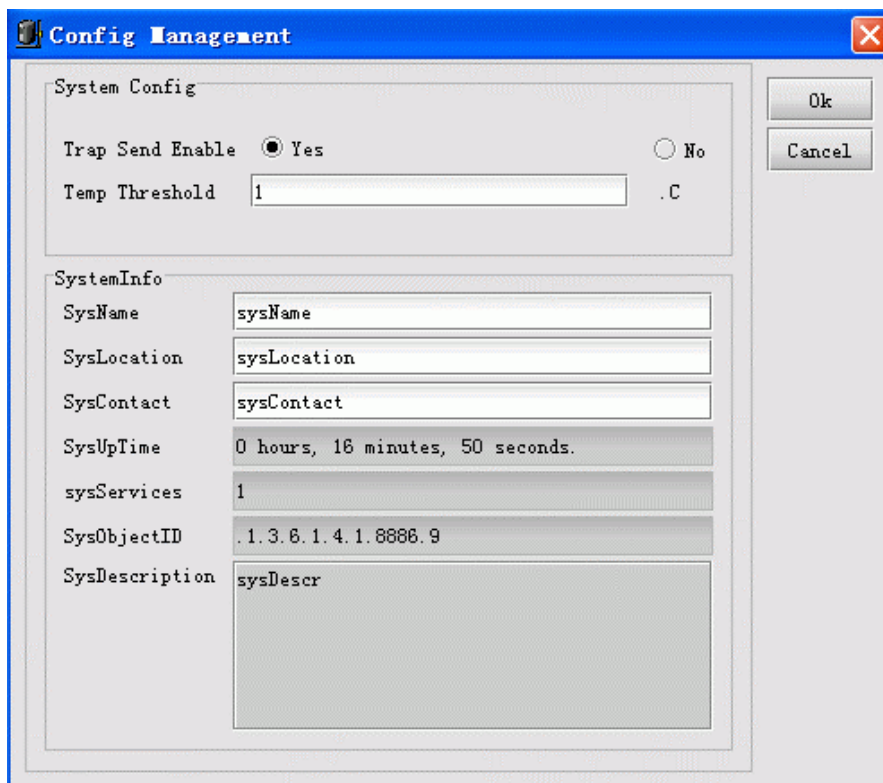 Config Management
System Config
Ok
Trap Send Enable Yes No
Cancel
Temp Threshold 1 .C
SystemInfo
SysName sysName
SysLocation sysLocation
SysContact sysContact
SysUpTime 0 hours, 16 minutes, 50 seconds.
sysServices 1
SysObjectID .1.3.6.1.4.1.8886.9
SysDescription sysDescr